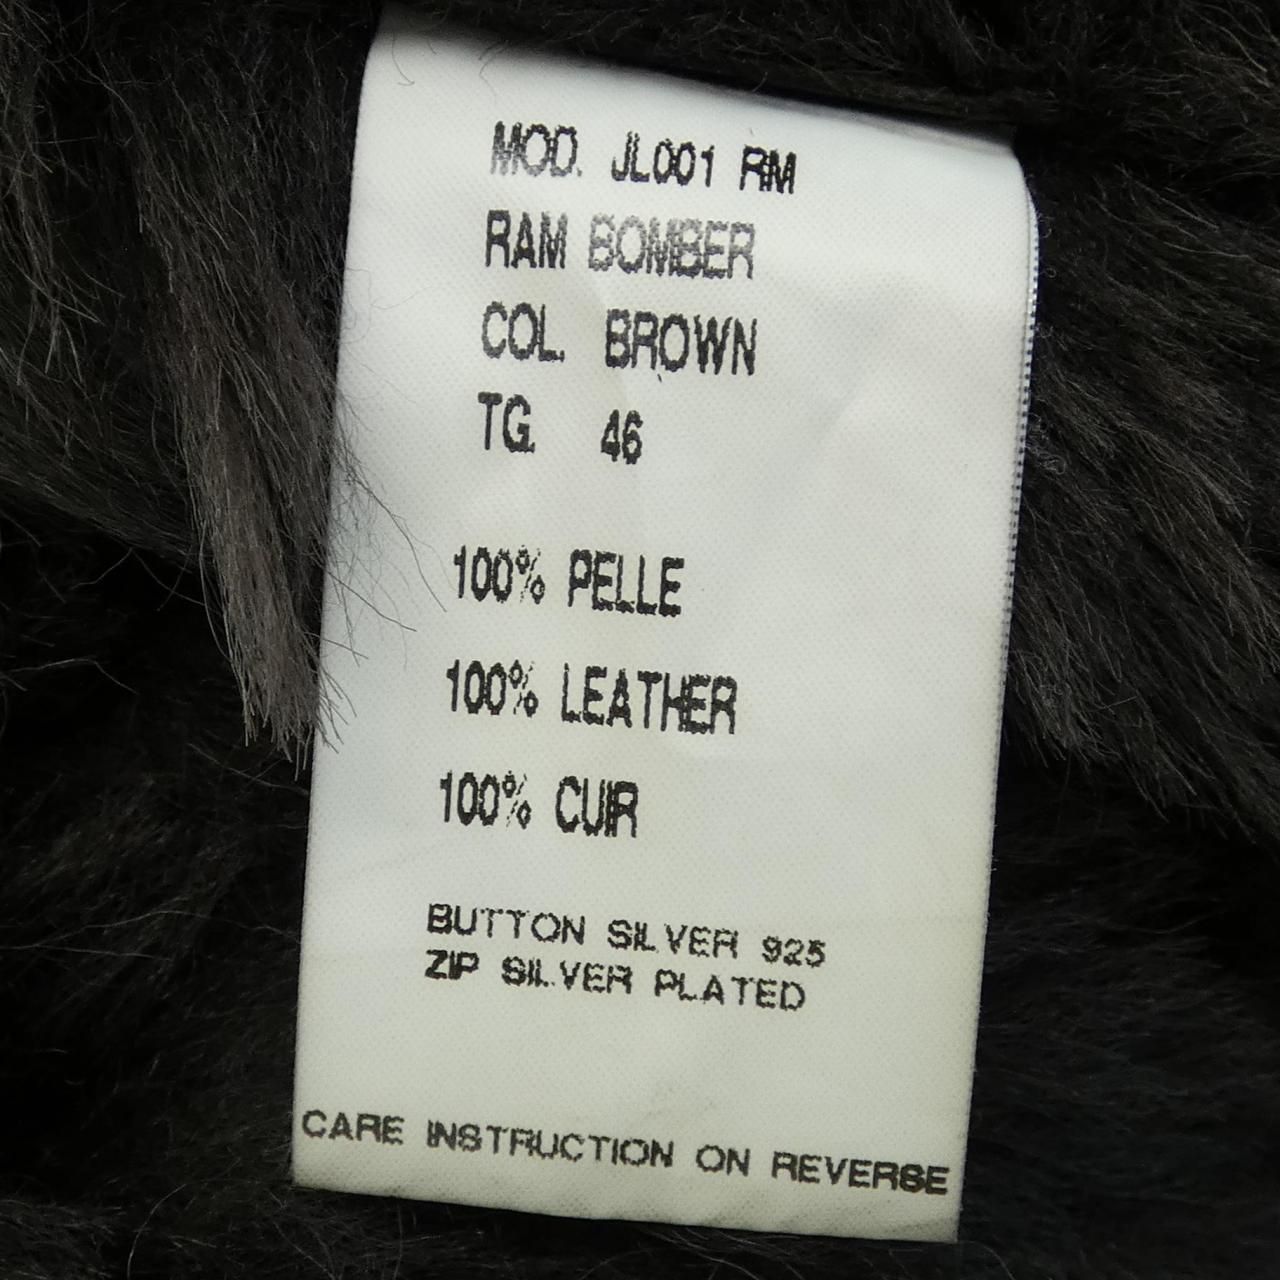 MOD. JL001 RM
RAM BOMBER
COL. BROWN
TG. 46
100% PELLE
100% LEATHER
100% CUIR
BUTTON SILVER 925
ZIP SILVER PLATED
CARE INSTRUCTION ON REVERSE